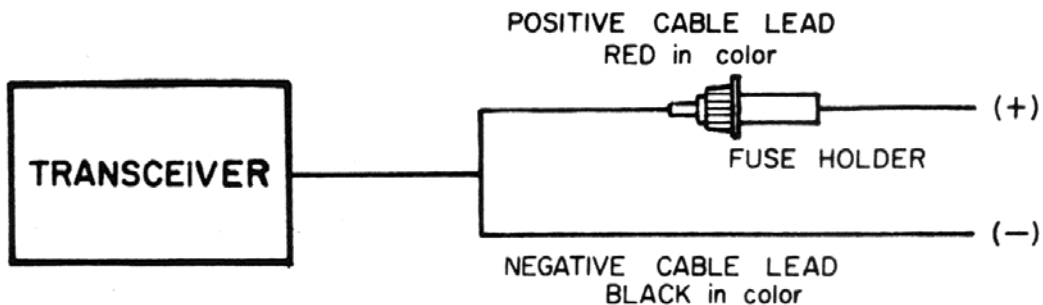 POSITIVE CABLE LEAD
RED in color
(+)
FUSE HOLDER
TRANSCEIVER
(—)
NEGATIVE CABLE LEAD
BLACK in color